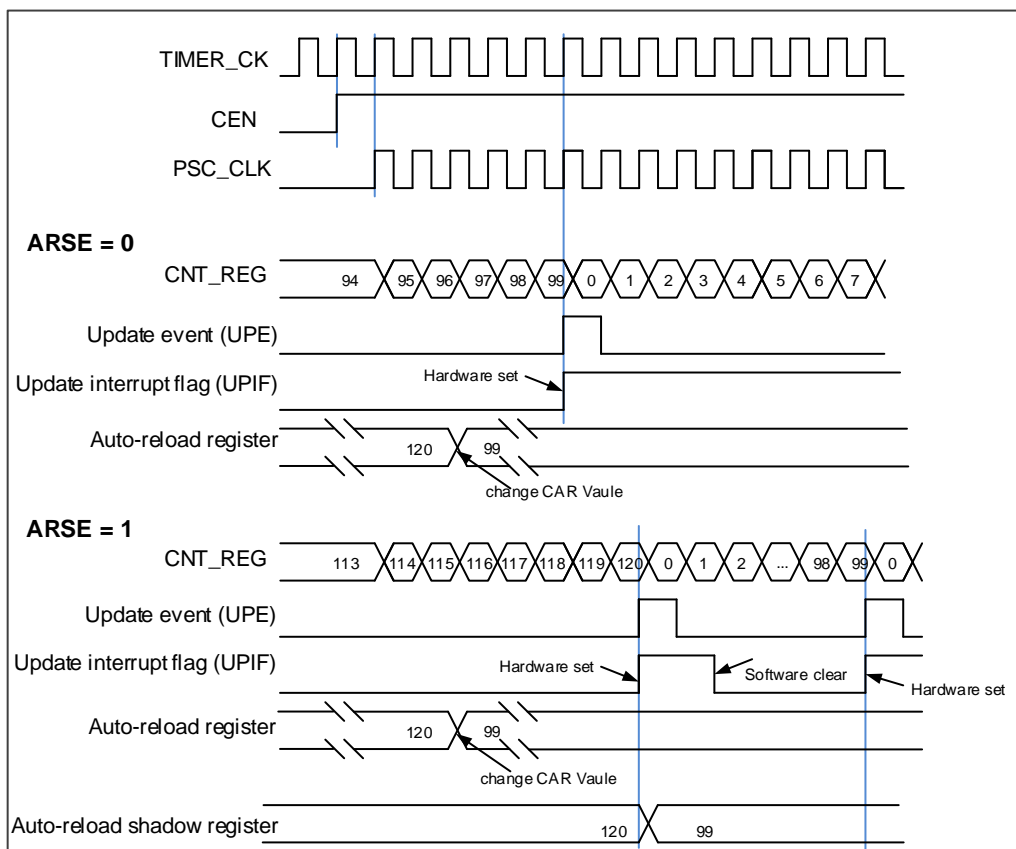 TIMER_CK
CEN
PSC_CLK
ARSE = 0
CNT_REG 94 95 96 97 98 99 0 1 2 3 4 5 6 7
Update event (UPE)
Update interrupt flag (UPIF) Hardware set
Auto-reload register 120 99
change CAR Vaule
ARSE = 1
CNT_REG 113 114 115 116 117 118 119 120 0 1 2 ... 98 99 0
Update event (UPE)
Update interrupt flag (UPIF) Hardware set Software clear Hardware set
Auto-reload register 120 99
change CAR Vaule
Auto-reload shadow register 120 99